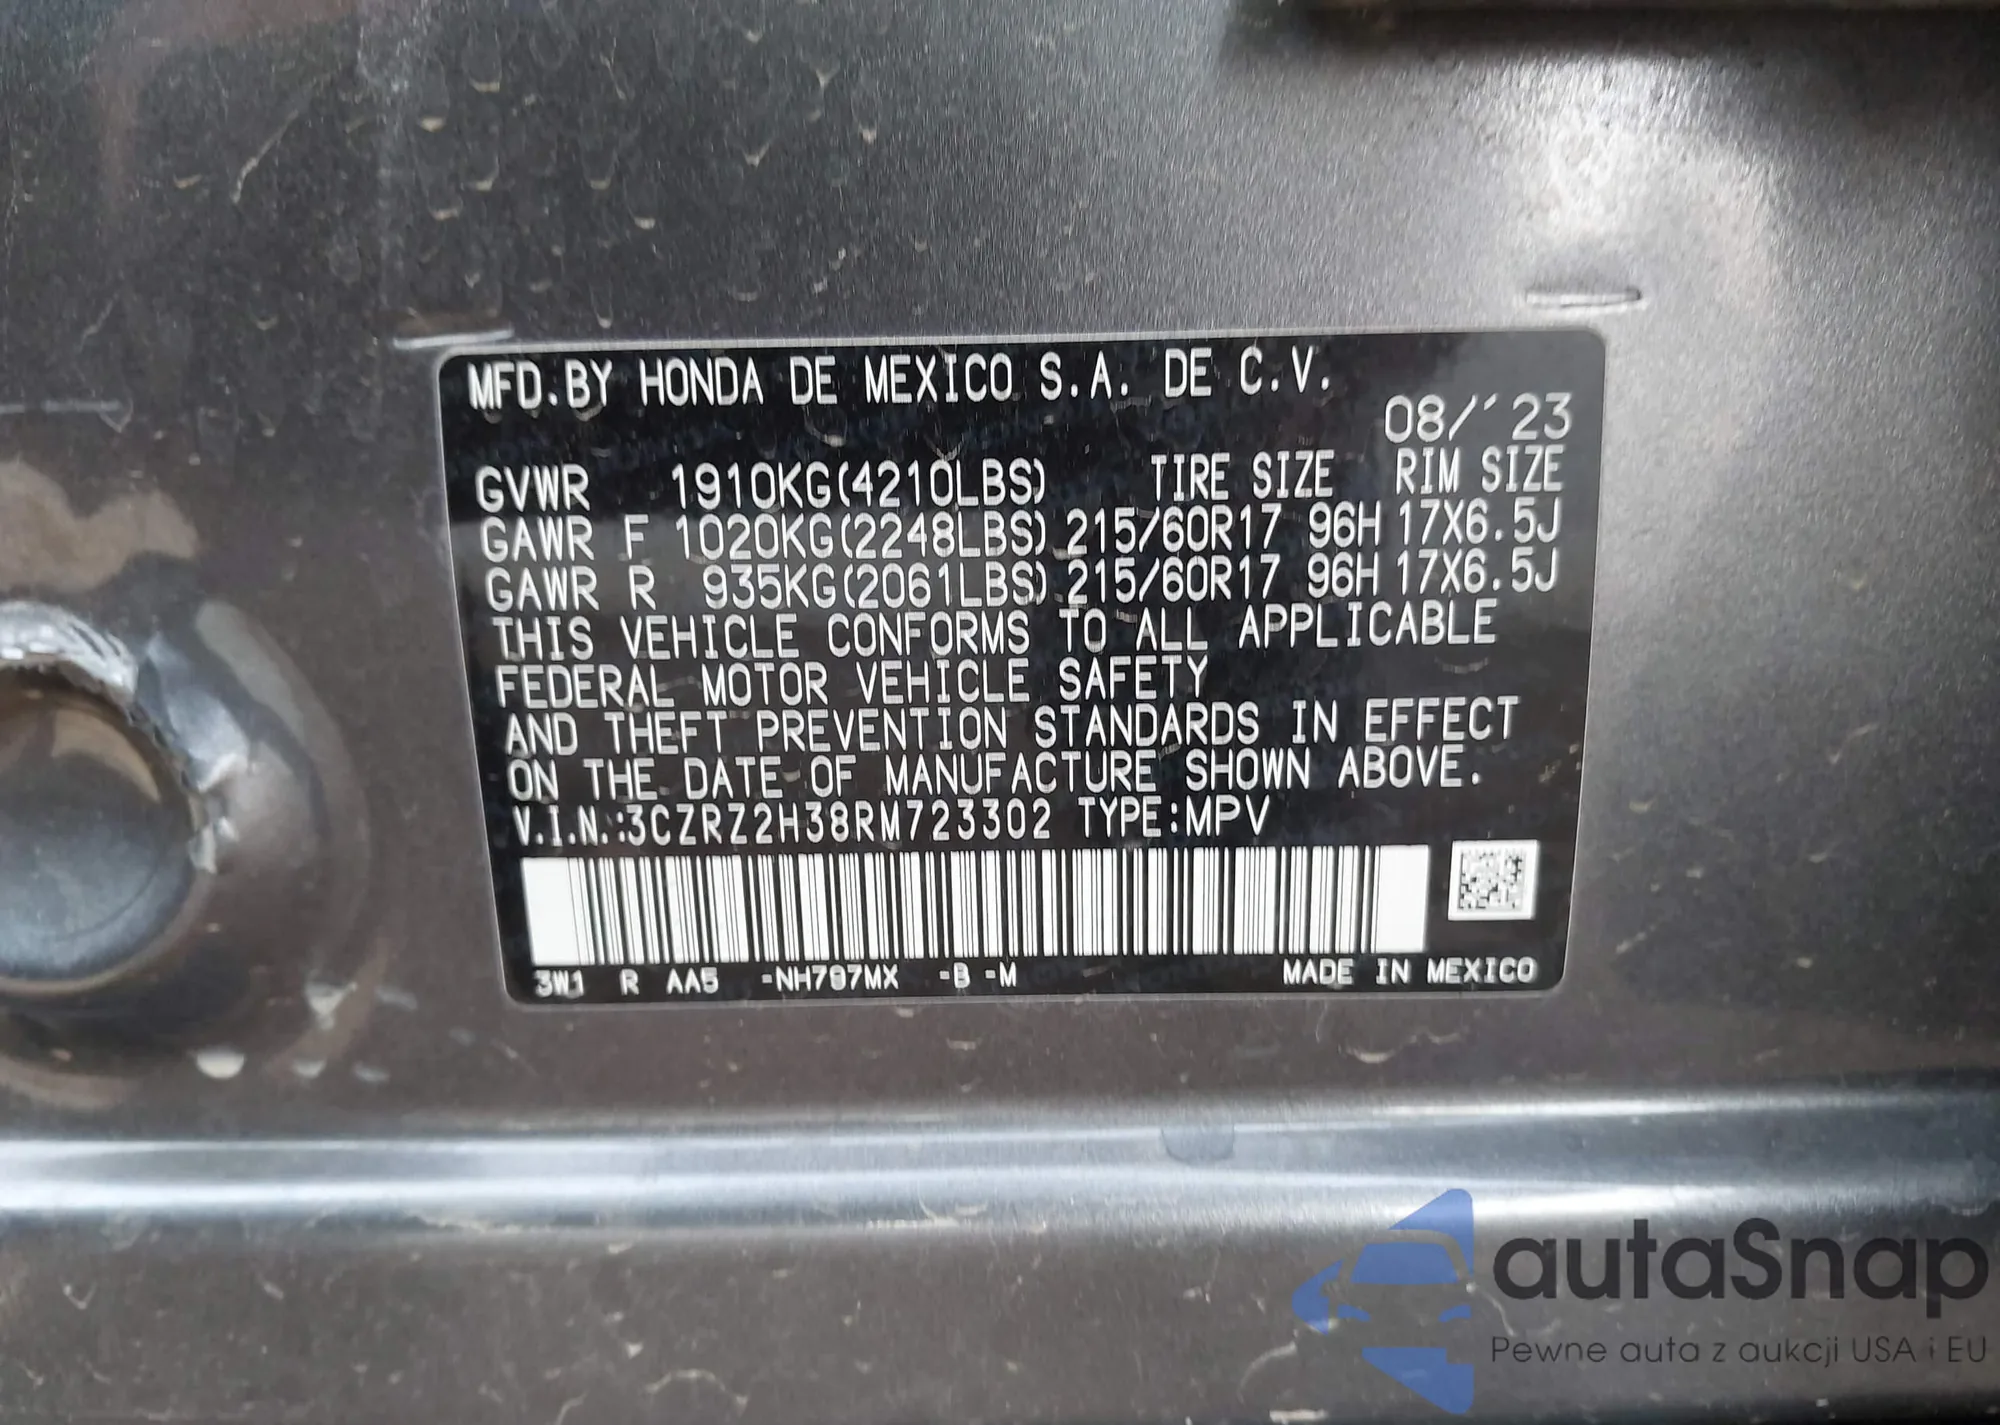 MFD.BY HONDA DE MEXICO S.A. DE C.V.
08/'23
GVWR 1910KG(4210LBS) TIRE SIZE RIM SIZE
GAWR F 1020KG(2248LBS) 215/60R17 96H 17X6.5J
GAWR R 935KG(2061LBS) 215/60R17 96H 17X6.5J
THIS VEHICLE CONFORMS TO ALL APPLICABLE
FEDERAL MOTOR VEHICLE SAFETY
AND THEFT PREVENTION STANDARDS IN EFFECT
ON THE DATE OF MANUFACTURE SHOWN ABOVE.
V.I.N.:3CZRZ2H38RM723302 TYPE:MPV
3W1 R AA5 -NH797MX -B -M MADE IN MEXICO
autaSnap
Pewne auta z aukcji USA i EU